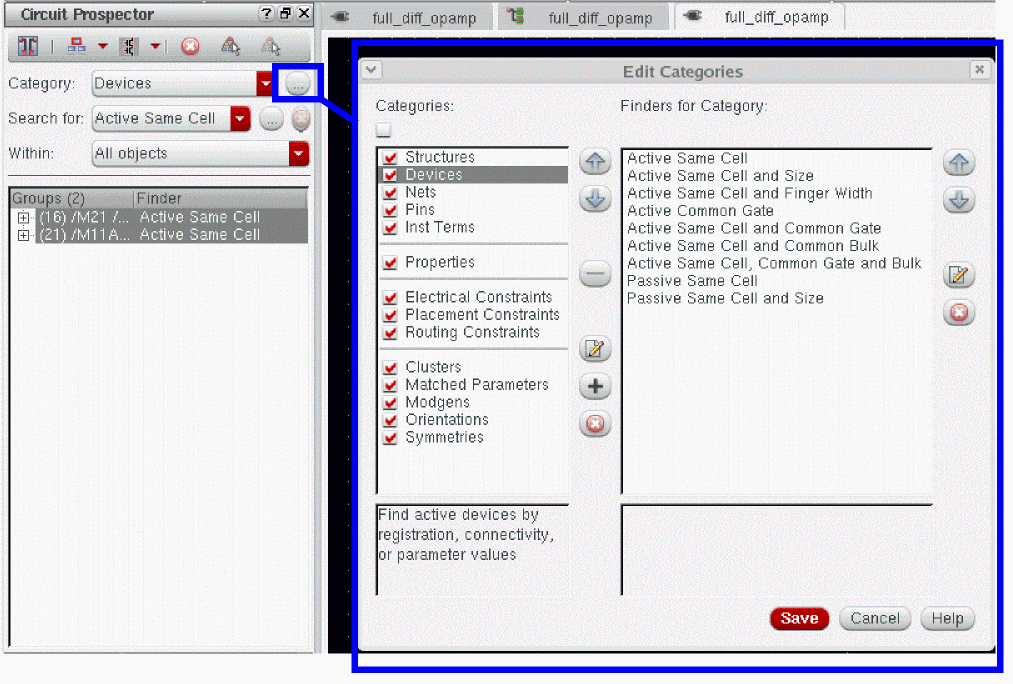 Circuit Prospector
full_diff_opamp
full_diff_opamp
full_diff_opamp
Category:
Devices
...
Search for:
Active Same Cell
...
Within:
All objects
Groups (2)
Finder
(16) /M21 /...
Active Same Cell
(21) /M11A...
Active Same Cell
Edit Categories
Categories:
Structures
Devices
Nets
Pins
Inst Terms
Properties
Electrical Constraints
Placement Constraints
Routing Constraints
Clusters
Matched Parameters
Modgens
Orientations
Symmetries
Find active devices by
registration, connectivity,
or parameter values
Finders for Category:
Active Same Cell
Active Same Cell and Size
Active Same Cell and Finger Width
Active Common Gate
Active Same Cell and Common Gate
Active Same Cell and Common Bulk
Active Same Cell, Common Gate and Bulk
Passive Same Cell
Passive Same Cell and Size
Save
Cancel
Help